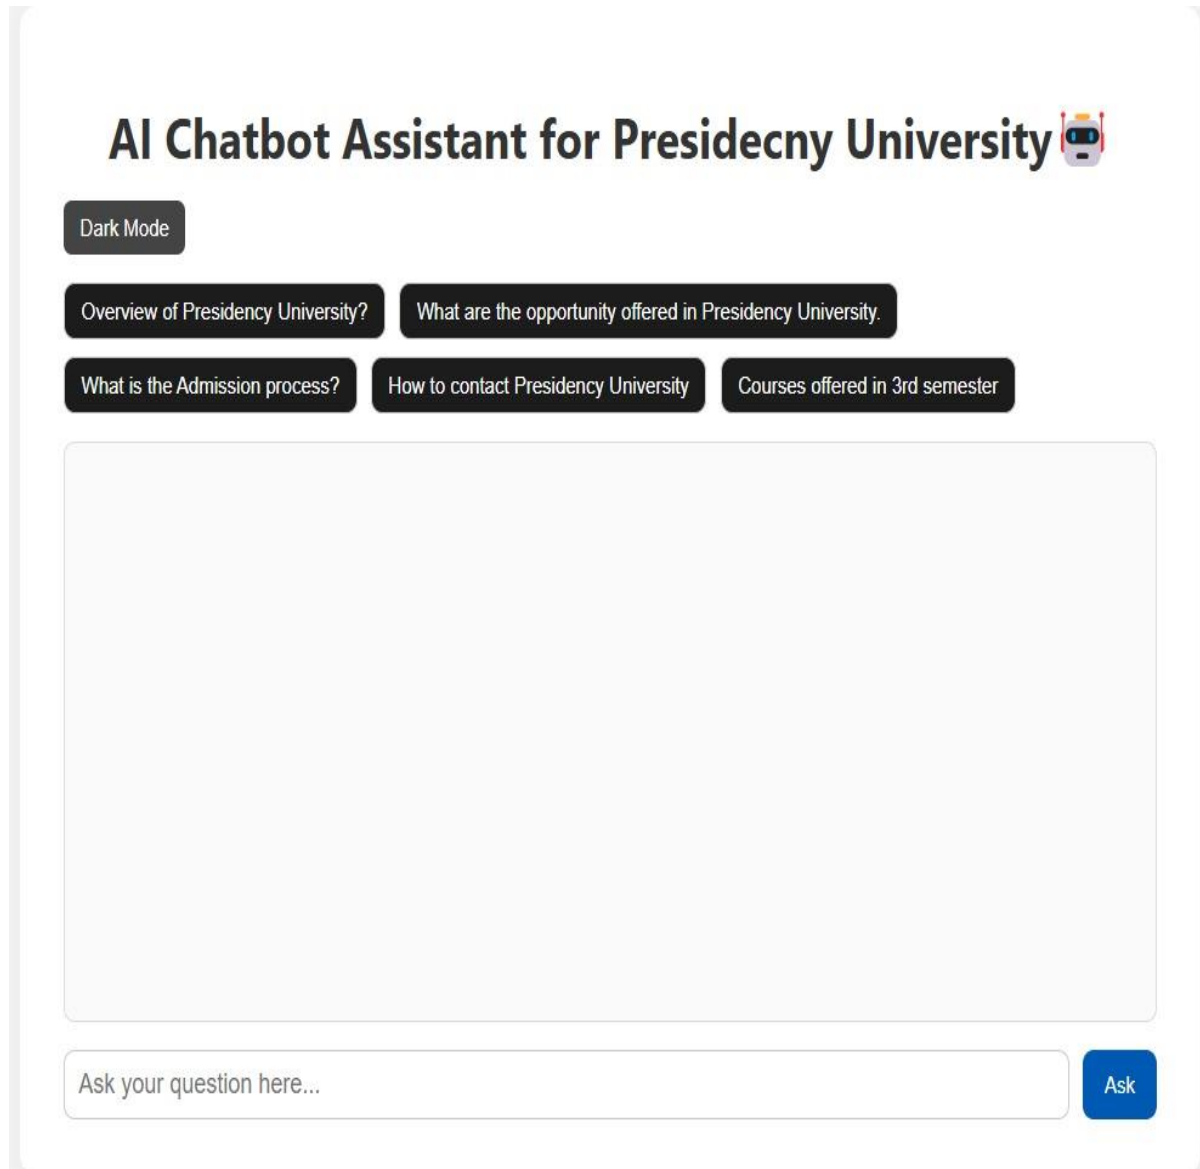 AI Chatbot Assistant for Presidecny University
Dark Mode
Overview of Presidency University? What are the opportunity offered in Presidency University.
What is the Admission process? How to contact Presidency University Courses offered in 3rd semester
Ask your question here... Ask